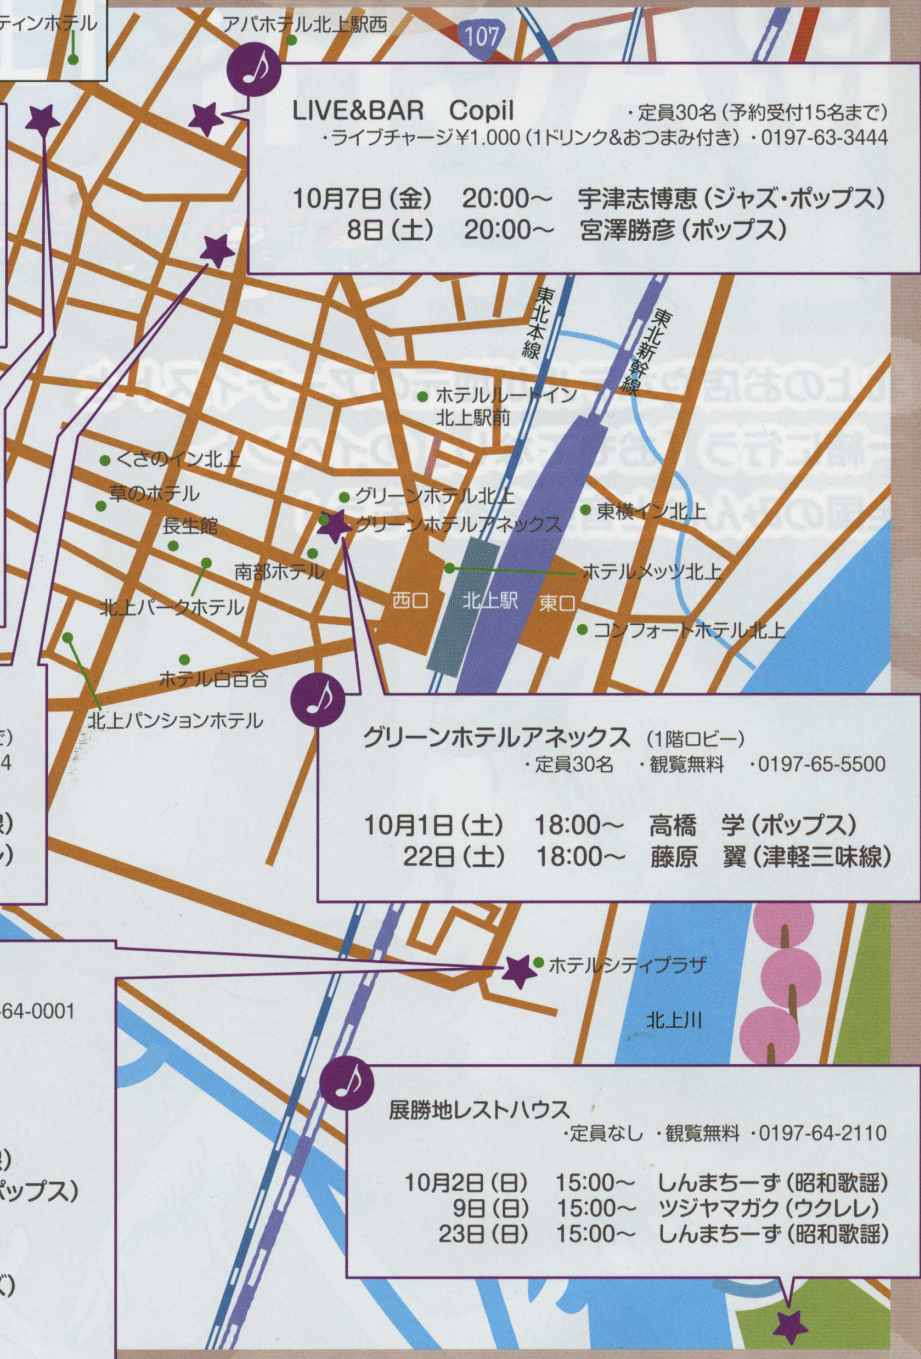 ティンホテル
アパホテル北上駅西
107
LIVE&BAR　Copil　・定員30名（予約受付15名まで）
・ライブチャージ¥1.000（1ドリンク&おつまみ付き）・0197-63-3444
10月7日（金）　20:00～　宇津志博恵（ジャズ・ポップス）
8日（土）　20:00～　宮澤勝彦（ポップス）
東北本線
東北新幹線
ホテルルートイン
北上駅前
くさのイン北上
草のホテル
長生館
グリーンホテル北上
グリーンホテルアネックス
東横イン北上
南部ホテル
ホテルメッツ北上
北上パークホテル
西口
北上駅
東口
コンフォートホテル北上
ホテル白百合
北上パンションホテル
で）
4
グリーンホテルアネックス　（1階ロビー）
・定員30名　・観覧無料　・0197-65-5500
10月1日（土）　18:00～　高橋　学（ポップス）
22日（土）　18:00～　藤原　翼（津軽三味線）
線）
ン）
ホテルシティプラザ
-64-0001
北上川
展勝地レストハウス
・定員なし　・観覧無料　・0197-64-2110
10月2日（日）　15:00～　しんまちーず（昭和歌謡）
9日（日）　15:00～　ツジヤマガク（ウクレレ）
23日（日）　15:00～　しんまちーず（昭和歌謡）
線）
ポップス）
ズ）